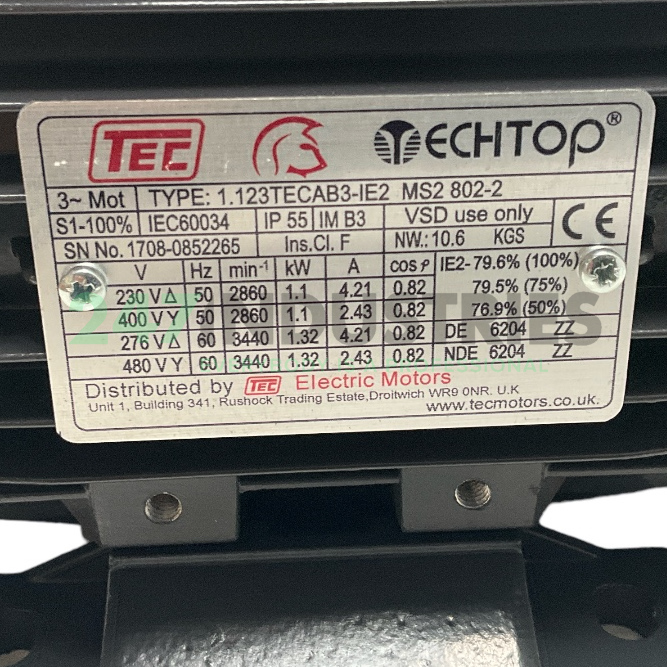 TEC TECHTOP®
3~ Mot TYPE: 1.123TECAB3-IE2 MS2 802-2
S1-100% IEC60034 IP 55 IM B3 VSD use only CE
SN No. 1708-0852265 Ins.Cl. F NW.: 10.6 KGS
V Hz min-1 kW A cos φ IE2-79.6% (100%)
230 V Δ 50 2860 1.1 4.21 0.82 79.5% (75%)
400 V Y 50 2860 1.1 2.43 0.82 76.9% (50%)
276 V Δ 60 3440 1.32 4.21 0.82 DE 6204 ZZ
480 V Y 60 3440 1.32 2.43 0.82 NDE 6204 ZZ
Distributed by TEC Electric Motors
Unit 1, Building 341, Rushock Trading Estate, Droitwich WR9 0NR. U.K
www.tecmotors.co.uk.
INDUSTRIES